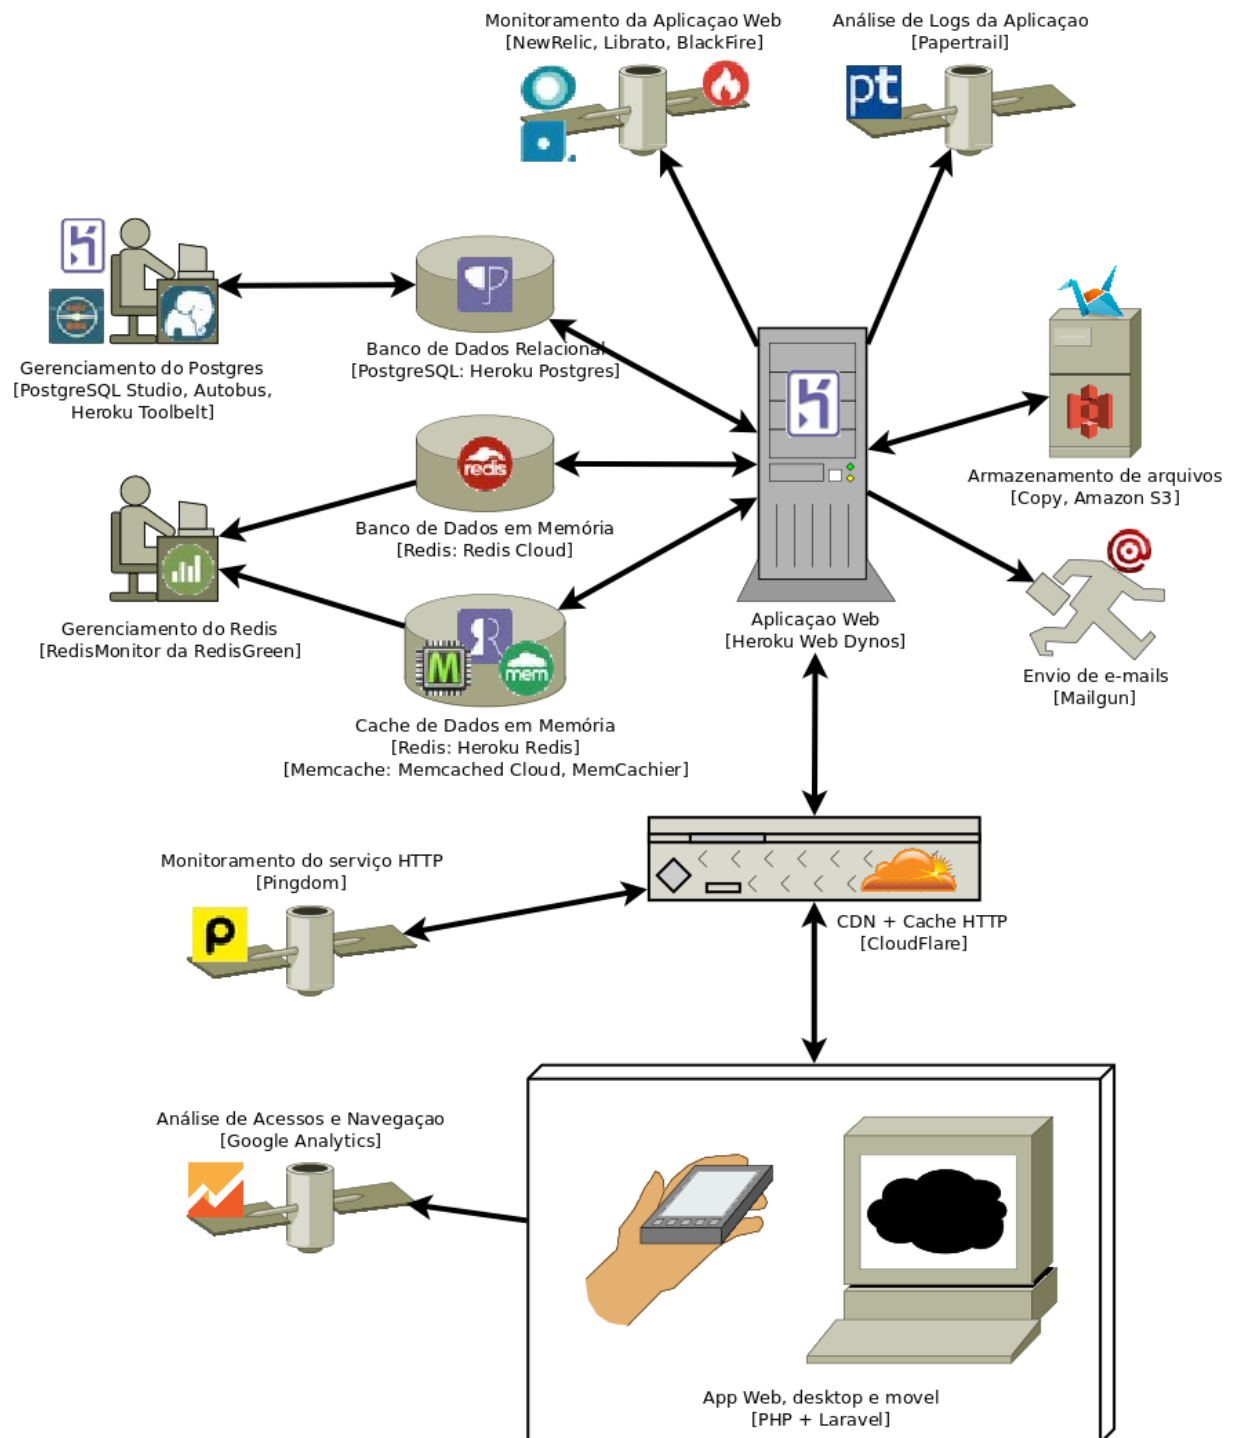 Monitoramento da Aplicaçao Web
[NewRelic, Librato, BlackFire]
Análise de Logs da Aplicaçao
[Papertrail]
pt
Gerenciamento do Postgres
[PostgreSQL Studio, Autobus,
Heroku Toolbelt]
Banco de Dados Relacional
[PostgreSQL: Heroku Postgres]
redis
Banco de Dados em Memória
[Redis: Redis Cloud]
Armazenamento de arquivos
[Copy, Amazon S3]
Gerenciamento do Redis
[RedisMonitor da RedisGreen]
Aplicaçao Web
[Heroku Web Dynos]
R
M
mem
Cache de Dados em Memória
[Redis: Heroku Redis]
[Memcache: Memcached Cloud, MemCachier]
@
Envio de e-mails
[Mailgun]
Monitoramento do serviço HTTP
[Pingdom]
p
CDN + Cache HTTP
[CloudFlare]
Análise de Acessos e Navegaçao
[Google Analytics]
App Web, desktop e movel
[PHP + Laravel]